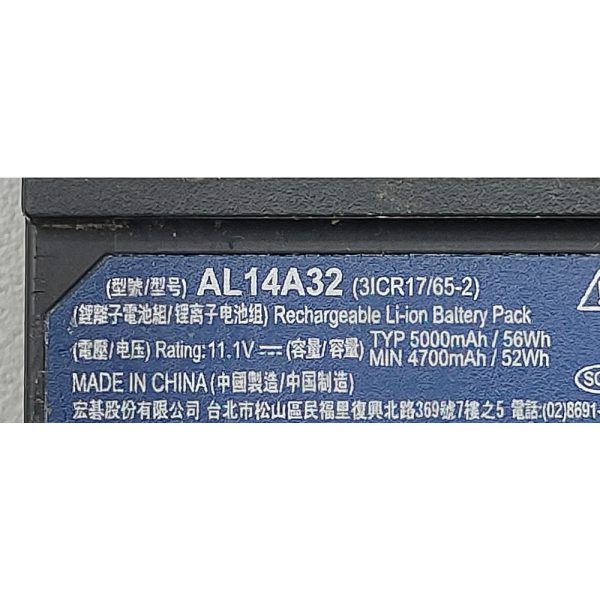 (型號/型号) AL14A32 (3ICR17/65-2)
(鋰離子電池組/锂离子电池组) Rechargeable Li-ion Battery Pack
(電壓/电压) Rating:11.1V⎓(容量/容量) TYP 5000mAh / 56Wh
MIN 4700mAh / 52Wh
MADE IN CHINA (中國製造/中国制造)
宏碁股份有限公司 台北市松山區民福里復興北路369號7樓之5 電話:(02)8691-